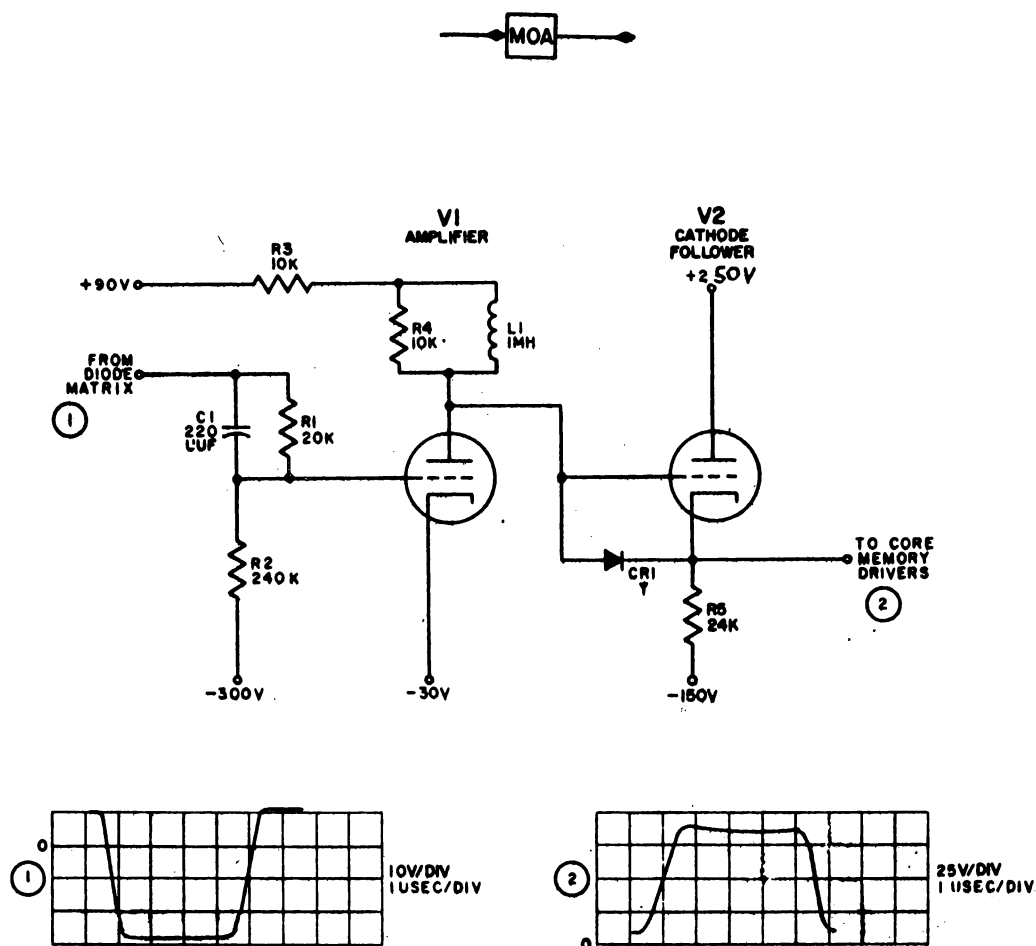 MOA
V1
AMPLIFIER
V2
CATHODE
FOLLOWER
+250V
R3
10K
+90V
R4
10K
L1
1MH
FROM
DIODE
MATRIX
1
C1
220
UUF
R1
20K
R2
240K
CR1
Y
R5
24K
TO CORE
MEMORY
DRIVERS
2
-300V
-30V
-150V
0
1
10V/DIV
1USEC/DIV
2
25V/DIV
1USEC/DIV
0